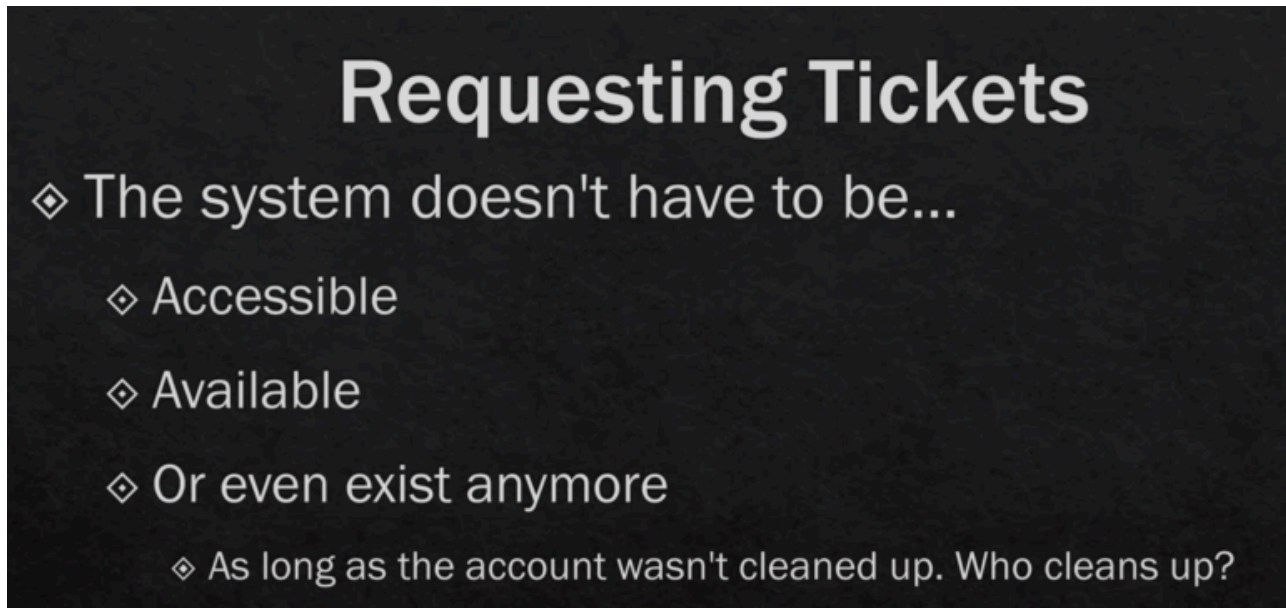 Requesting Tickets
The system doesn't have to be...
Accessible
Available
Or even exist anymore
As long as the account wasn't cleaned up. Who cleans up?